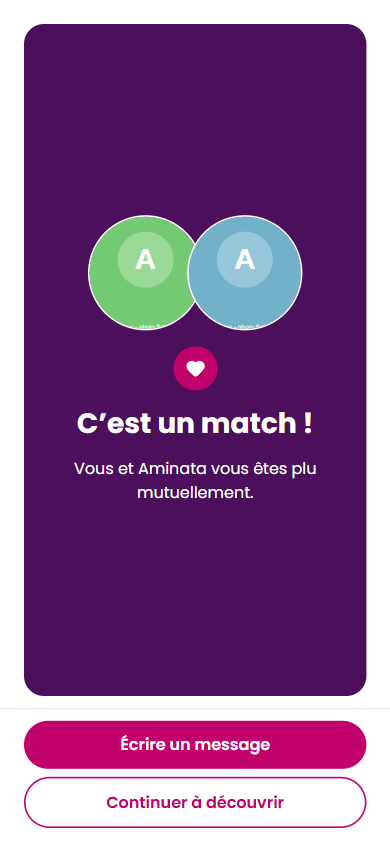 A A
C’est un match !
Vous et Aminata vous êtes plu
mutuellement.
Écrire un message
Continuer à découvrir